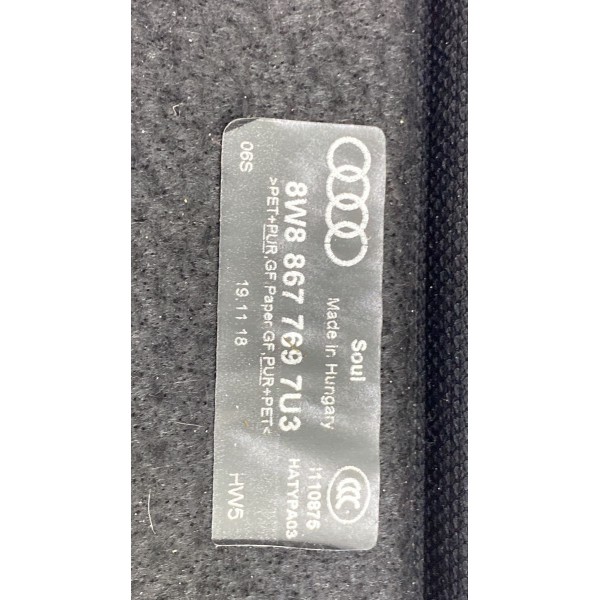 Soul
Made in Hungary
I110876
HATYPA03
8W8 867 769 7U3
>PET+PUR,GF,Paper,GF,PUR+PET<
06S
19.11.18
HW5